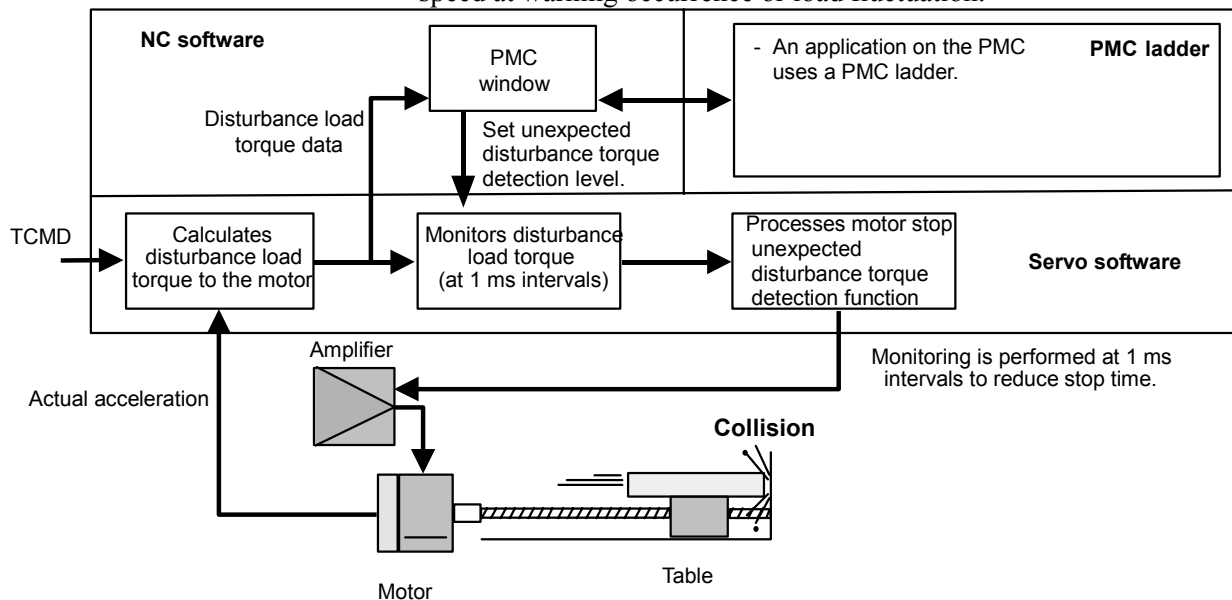 speed at warning occurrence or load fluctuation.
NC software
PMC
window
- An application on the PMC
uses a PMC ladder.
PMC ladder
Disturbance load
torque data
Set unexpected
disturbance torque
detection level.
TCMD
Calculates
disturbance load
torque to the motor
Monitors disturbance
load torque
(at 1 ms intervals)
Processes motor stop
unexpected
disturbance torque
detection function
Servo software
Amplifier
Monitoring is performed at 1 ms
intervals to reduce stop time.
Actual acceleration
Collision
Table
Motor